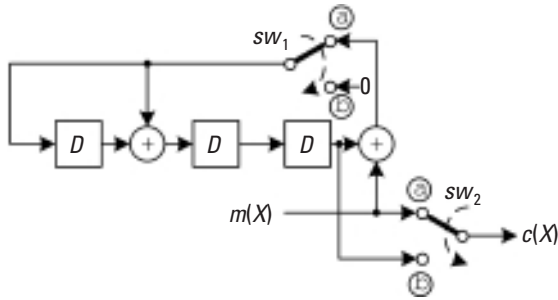 ⓐ
sw₁
ⓑ
0
D
+
D
D
+
m(X)
ⓐ
sw₂
c(X)
ⓑ